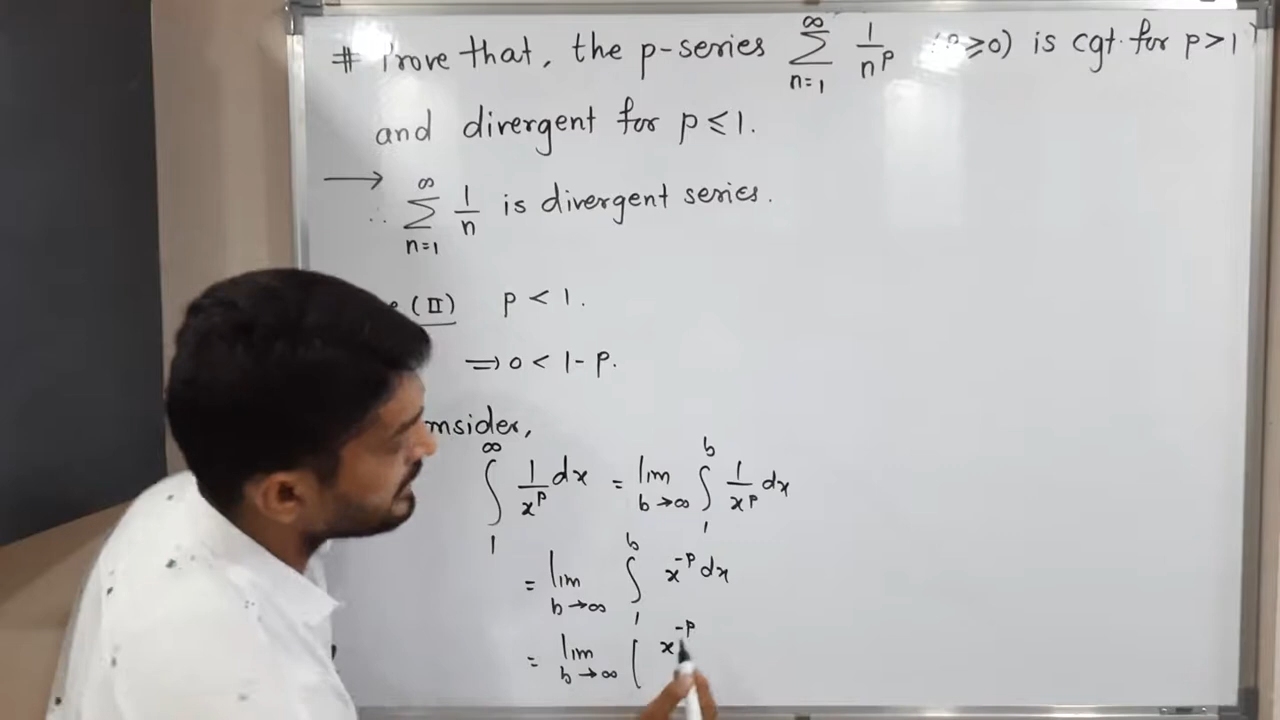 # Prove that, the p-series ∑_{n=1}^{∞} 1/n^p (p ≥ 0) is cgt. for p > 1
and divergent for p ≤ 1.
⟶ ∴ ∑_{n=1}^{∞} 1/n is divergent series.
(II) p < 1.
⟹ 0 < 1 - p.
∫_1^∞ 1/x^p dx = lim_{b→∞} ∫_1^b 1/x^p dx
= lim_{b→∞} ∫_1^b x^{-p} dx
= lim_{b→∞} [ x^{-p}